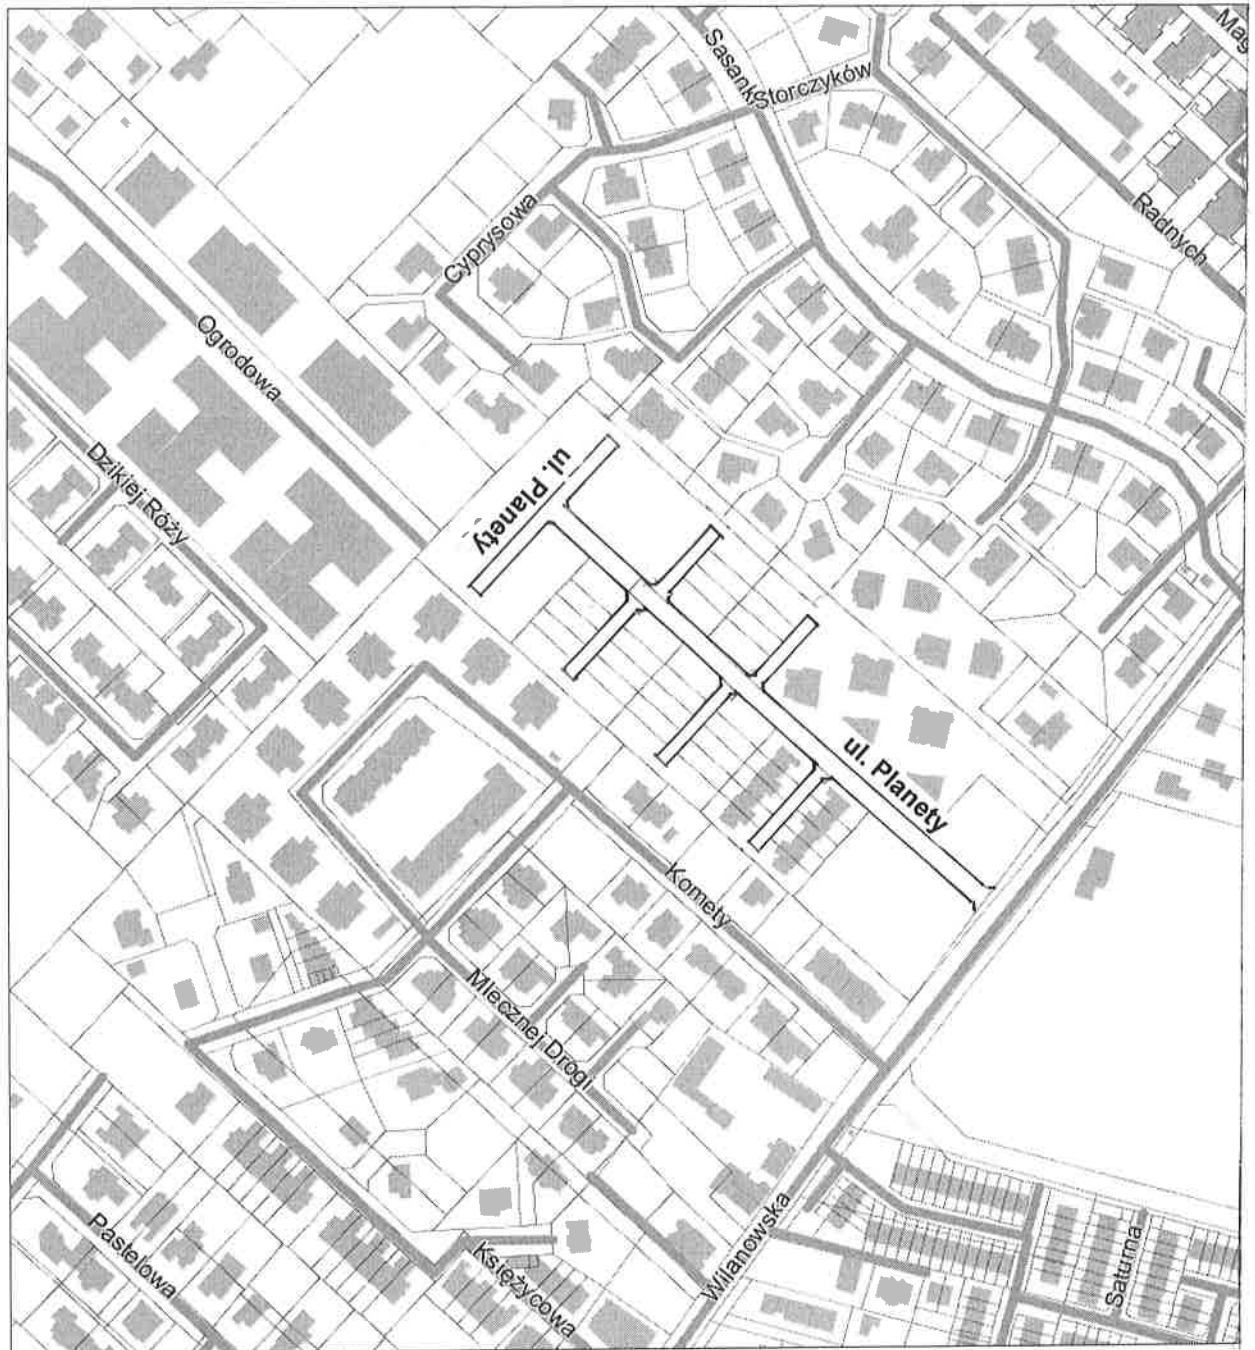 Mag
Sasank
Storczyków
Radnych
Cyprysowa
Ogrodowa
Dzikiej Róży
ul. Planety
ul. Planety
Komety
Mlecznej Drogi
Wilanowska
Saturna
Pastelowa
Księżycowa